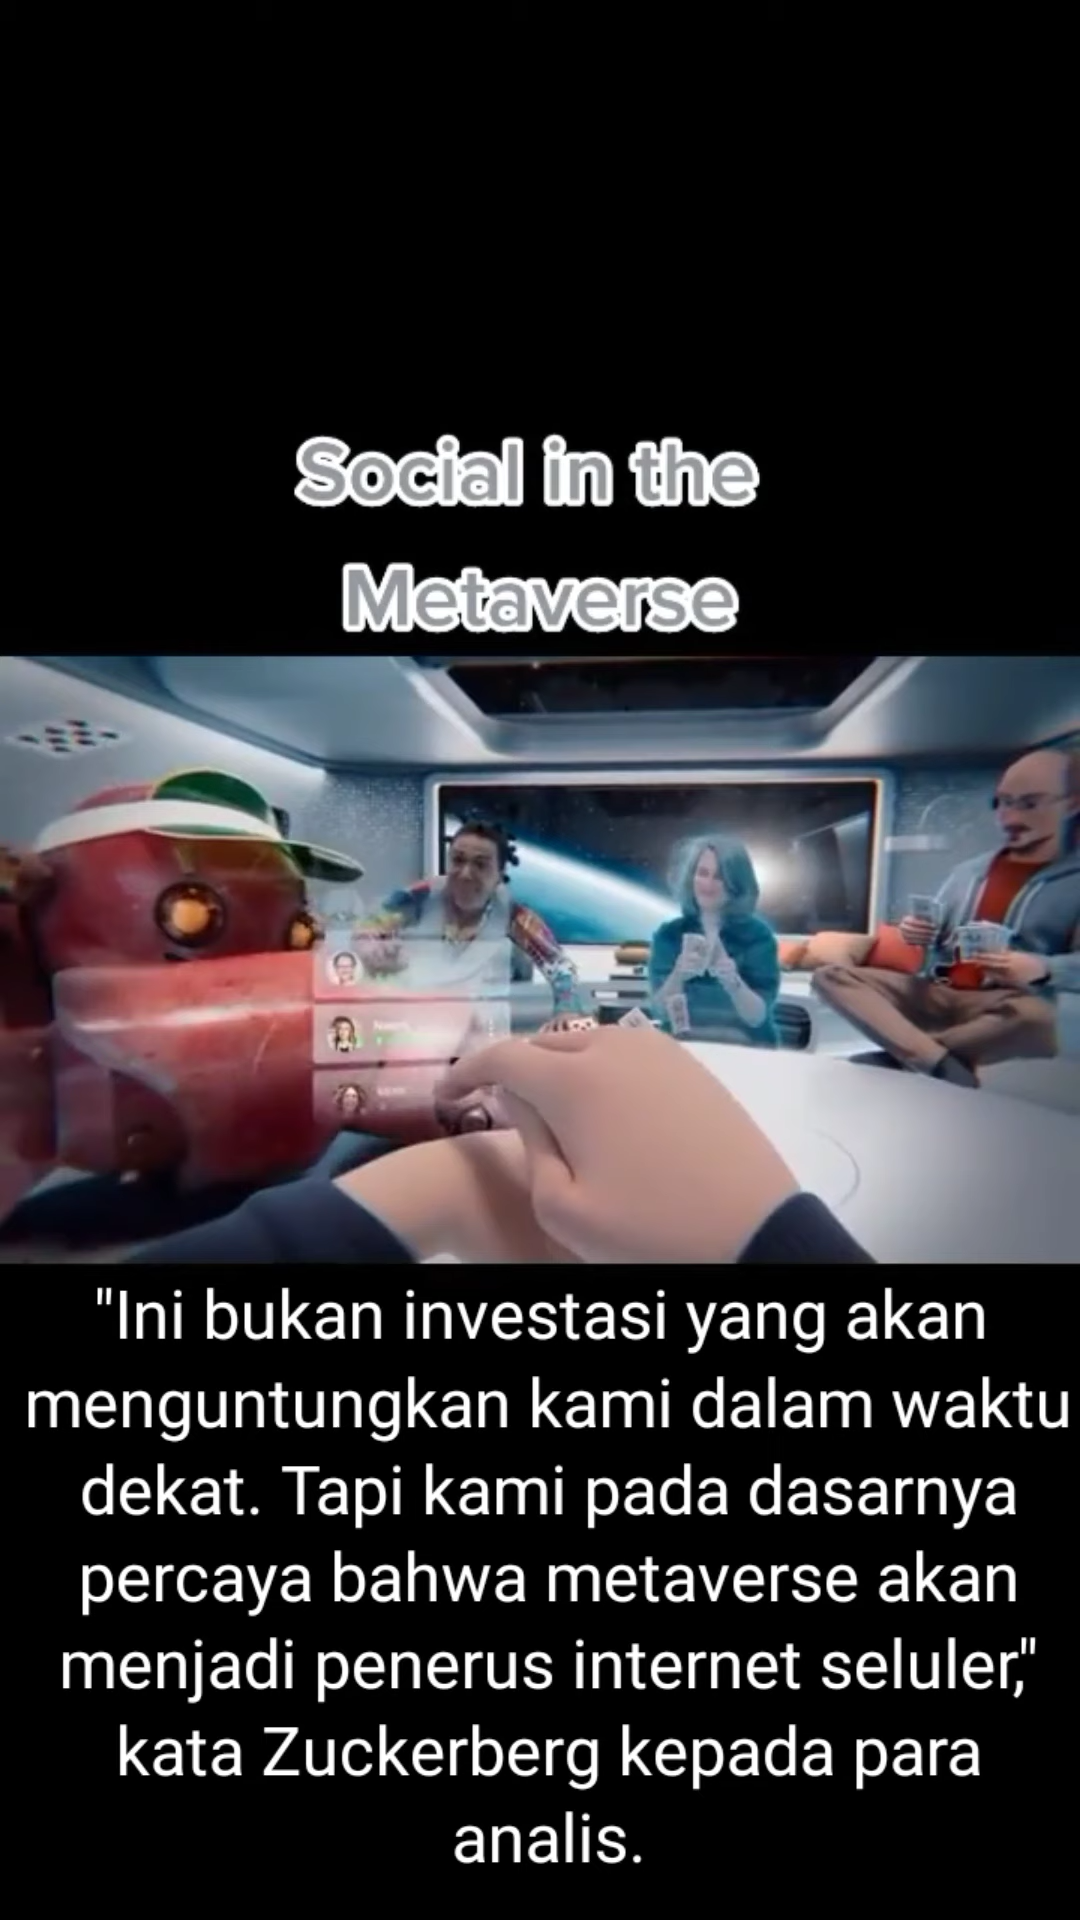 Social in the
Metaverse
"Ini bukan investasi yang akan
menguntungkan kami dalam waktu
dekat. Tapi kami pada dasarnya
percaya bahwa metaverse akan
menjadi penerus internet seluler,"
kata Zuckerberg kepada para
analis.